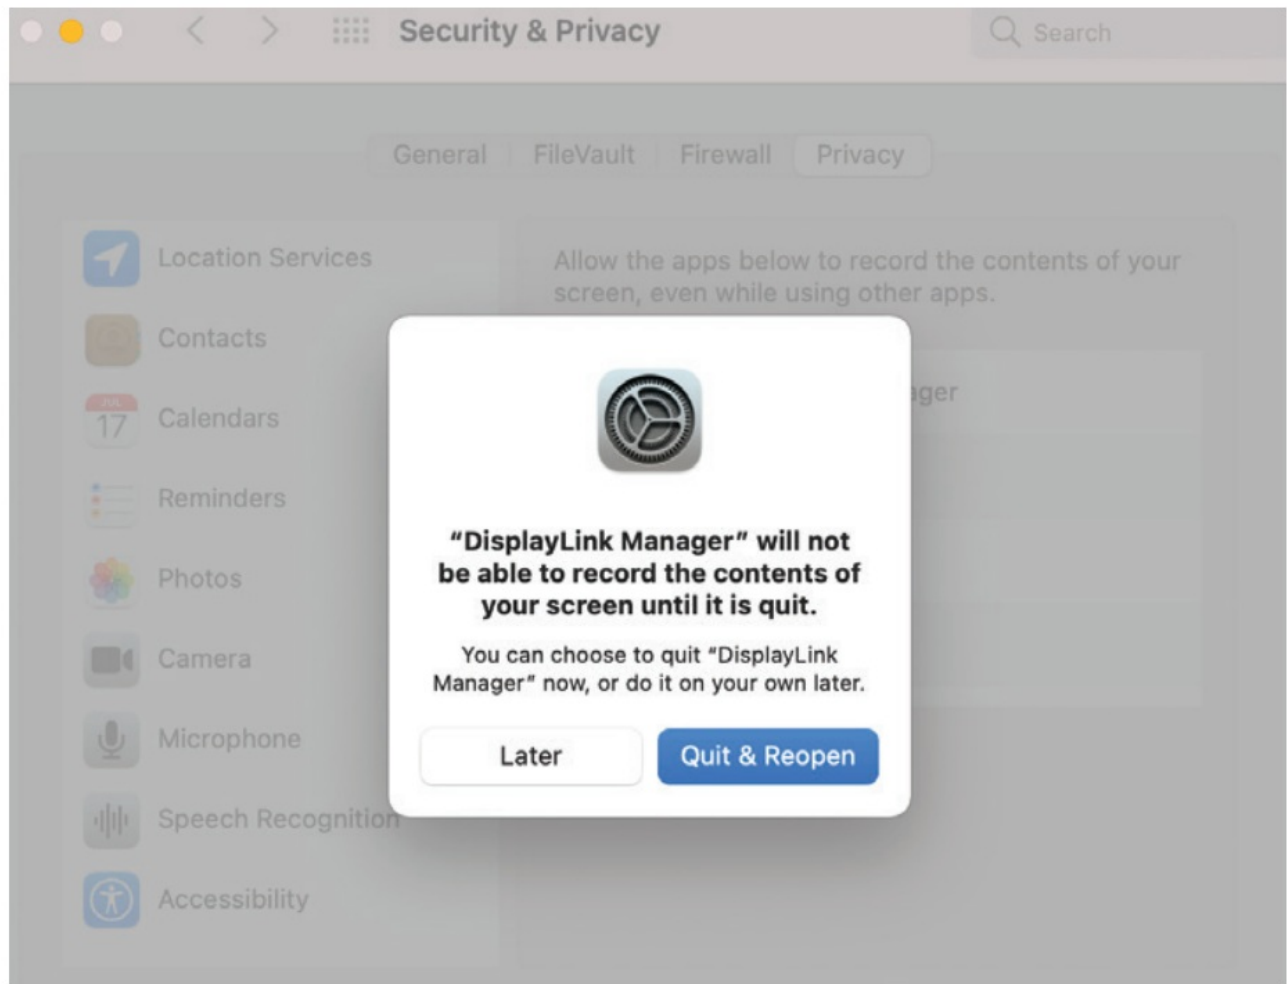 Security & Privacy
Search
General
FileVault
Firewall
Privacy
Location Services
Contacts
JUL
17
Calendars
Reminders
Photos
Camera
Microphone
Speech Recognition
Accessibility
Allow the apps below to record the contents of your
screen, even while using other apps.
"DisplayLink Manager" will not
be able to record the contents of
your screen until it is quit.
You can choose to quit "DisplayLink
Manager" now, or do it on your own later.
Later
Quit & Reopen